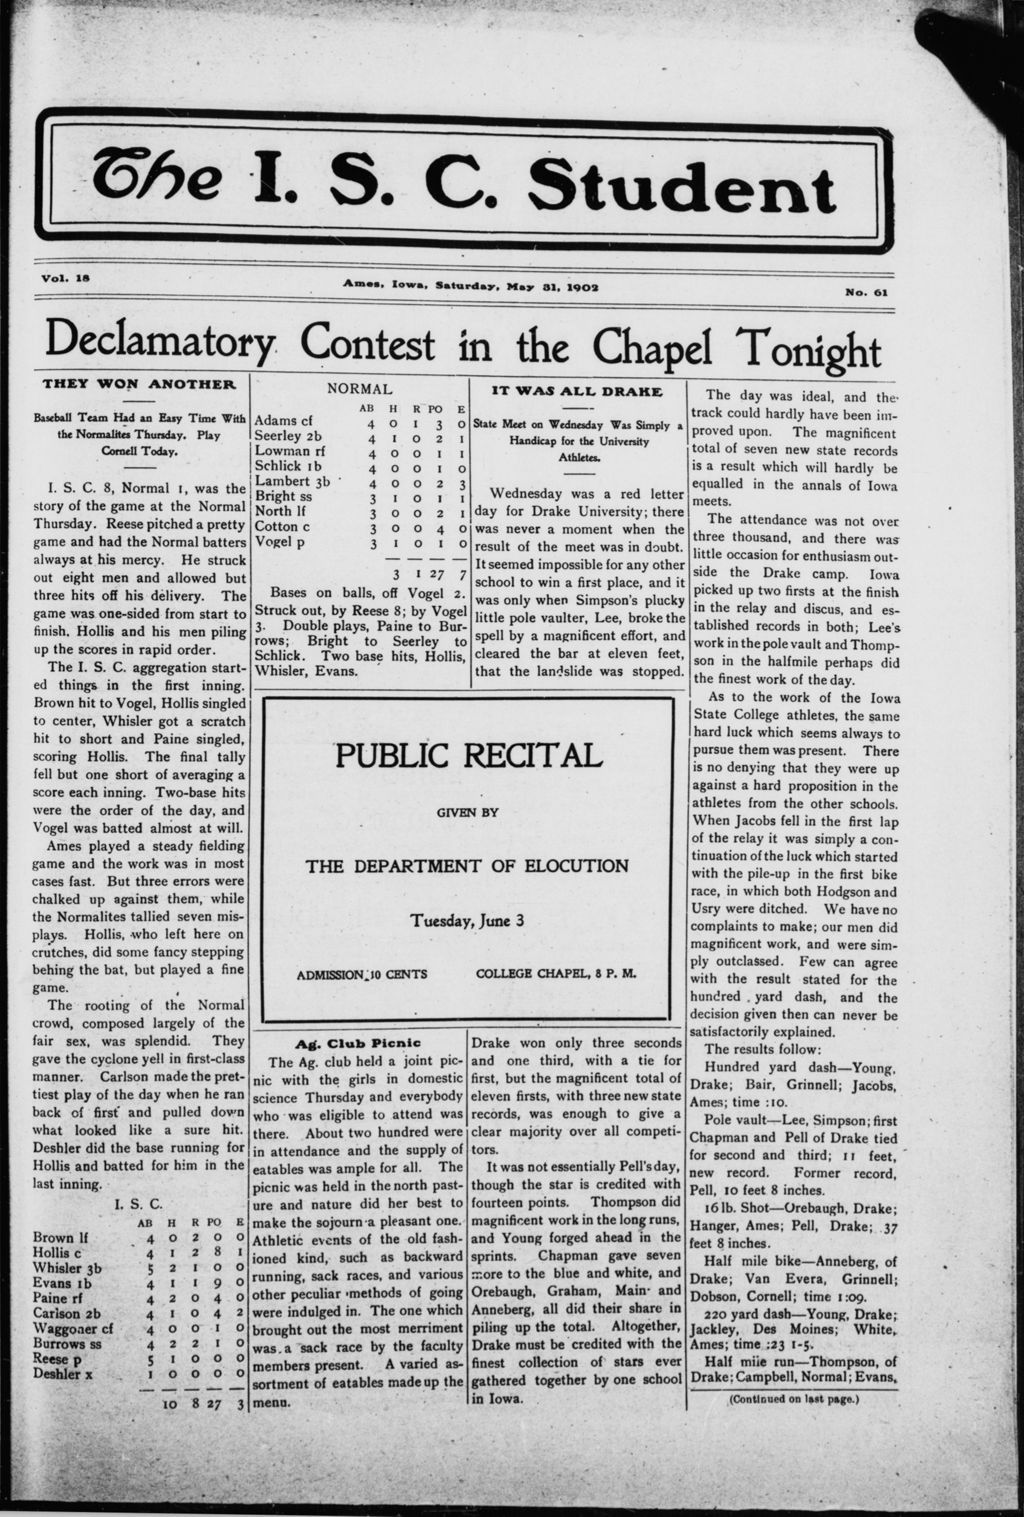 The I. S. C. Student
Vol. 18
Ames, Iowa, Saturday, May 31, 1902
No. 61
Declamatory Contest in the Chapel Tonight
THEY WON ANOTHER
Baseball Team Had an Easy Time With
the Normalites Thursday. Play
Cornell Today.
I. S. C. 8, Normal 1, was the
story of the game at the Normal
Thursday. Reese pitched a pretty
game and had the Normal batters
always at his mercy. He struck
out eight men and allowed but
three hits off his delivery. The
game was one-sided from start to
finish, Hollis and his men piling
up the scores in rapid order.
The I. S. C. aggregation start-
ed things in the first inning.
Brown hit to Vogel, Hollis singled
to center, Whisler got a scratch
hit to short and Paine singled,
scoring Hollis. The final tally
fell but one short of averaging a
score each inning. Two-base hits
were the order of the day, and
Vogel was batted almost at will.
Ames played a steady fielding
game and the work was in most
cases fast. But three errors were
chalked up against them, while
the Normalites tallied seven mis-
plays. Hollis, who left here on
crutches, did some fancy stepping
behing the bat, but played a fine
game.
The rooting of the Normal
crowd, composed largely of the
fair sex, was splendid. They
gave the cyclone yell in first-class
manner. Carlson made the pret-
tiest play of the day when he ran
back of first and pulled down
what looked like a sure hit.
Deshler did the base running for
Hollis and batted for him in the
last inning.
I. S. C.
AB H R PO E
Brown lf 4 0 2 0 0
Hollis c 4 1 2 8 1
Whisler 3b 5 2 1 0 0
Evans 1b 4 1 1 9 0
Paine rf 4 2 0 4 0
Carlson 2b 4 1 0 4 2
Waggoner cf 4 0 0 1 0
Burrows ss 4 2 2 1 0
Reese p 5 1 0 0 0
Deshler x 1 0 0 0 0
10 8 27 3
NORMAL
AB H R PO E
Adams cf 4 0 1 3 0
Seerley 2b 4 1 0 2 1
Lowman rf 4 0 0 1 1
Schlick 1b 4 0 0 1 0
Lambert 3b 4 0 0 2 3
Bright ss 3 1 0 1 1
North lf 3 0 0 2 1
Cotton c 3 0 0 4 0
Vogel p 3 1 0 1 0
3 1 27 7
Bases on balls, off Vogel 2.
Struck out, by Reese 8; by Vogel
3. Double plays, Paine to Bur-
rows; Bright to Seerley to
Schlick. Two base hits, Hollis,
Whisler, Evans.
IT WAS ALL DRAKE
State Meet on Wednesday Was Simply a
Handicap for the University
Athletes.
Wednesday was a red letter
day for Drake University; there
was never a moment when the
result of the meet was in doubt.
It seemed impossible for any other
school to win a first place, and it
was only when Simpson's plucky
little pole vaulter, Lee, broke the
spell by a magnificent effort, and
cleared the bar at eleven feet,
that the landslide was stopped.
PUBLIC RECITAL
GIVEN BY
THE DEPARTMENT OF ELOCUTION
Tuesday, June 3
ADMISSION 10 CENTS
COLLEGE CHAPEL, 8 P. M.
Ag. Club Picnic
The Ag. club held a joint pic-
nic with the girls in domestic
science Thursday and everybody
who was eligible to attend was
there. About two hundred were
in attendance and the supply of
eatables was ample for all. The
picnic was held in the north past-
ure and nature did her best to
make the sojourn a pleasant one.
Athletic events of the old fash-
ioned kind, such as backward
running, sack races, and various
other peculiar methods of going
were indulged in. The one which
brought out the most merriment
was a sack race by the faculty
members present. A varied as-
sortment of eatables made up the
menu.
Drake won only three seconds
and one third, with a tie for
first, but the magnificent total of
eleven firsts, with three new state
records, was enough to give a
clear majority over all competi-
tors.
It was not essentially Pell's day,
though the star is credited with
fourteen points. Thompson did
magnificent work in the long runs,
and Young forged ahead in the
sprints. Chapman gave seven
more to the blue and white, and
Orebaugh, Graham, Main and
Anneberg, all did their share in
piling up the total. Altogether,
Drake must be credited with the
finest collection of stars ever
gathered together by one school
in Iowa.
The day was ideal, and the
track could hardly have been im-
proved upon. The magnificent
total of seven new state records
is a result which will hardly be
equalled in the annals of Iowa
meets.
The attendance was not over
three thousand, and there was
little occasion for enthusiasm out-
side the Drake camp. Iowa
picked up two firsts at the finish
in the relay and discus, and es-
tablished records in both; Lee's
work in the pole vault and Thomp-
son in the halfmile perhaps did
the finest work of the day.
As to the work of the Iowa
State College athletes, the same
hard luck which seems always to
pursue them was present. There
is no denying that they were up
against a hard proposition in the
athletes from the other schools.
When Jacobs fell in the first lap
of the relay it was simply a con-
tinuation of the luck which started
with the pile-up in the first bike
race, in which both Hodgson and
Usry were ditched. We have no
complaints to make; our men did
magnificent work, and were sim-
ply outclassed. Few can agree
with the result stated for the
hundred yard dash, and the
decision given then can never be
satisfactorily explained.
The results follow:
Hundred yard dash—Young,
Drake; Bair, Grinnell; Jacobs,
Ames; time :10.
Pole vault—Lee, Simpson; first
Chapman and Pell of Drake tied
for second and third; 11 feet,
new record. Former record,
Pell, 10 feet 8 inches.
16 lb. Shot—Orebaugh, Drake;
Hanger, Ames; Pell, Drake; 37
feet 8 inches.
Half mile bike—Anneberg, of
Drake; Van Evera, Grinnell;
Dobson, Cornell; time 1:09.
220 yard dash—Young, Drake;
Jackley, Des Moines; White,
Ames; time :23 1-5.
Half mile run—Thompson, of
Drake; Campbell, Normal; Evans,
(Continued on last page.)